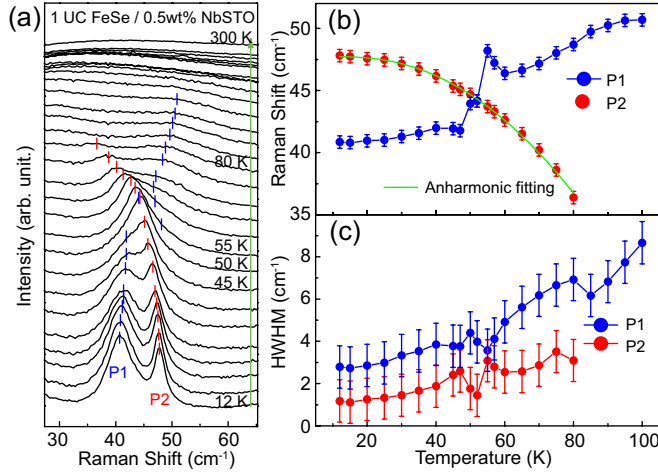 (a)
1 UC FeSe / 0.5wt% NbSTO
300 K
80 K
55 K
50 K
45 K
12 K
P1
P2
Intensity (arb. unit.)
30 40 50 60
Raman Shift (cm⁻¹)
(b)
50
45
40
35
Raman Shift (cm⁻¹)
P1
P2
Anharmonic fitting
(c)
8
6
4
2
0
HWHM (cm⁻¹)
P1
P2
20 40 60 80 100
Temperature (K)